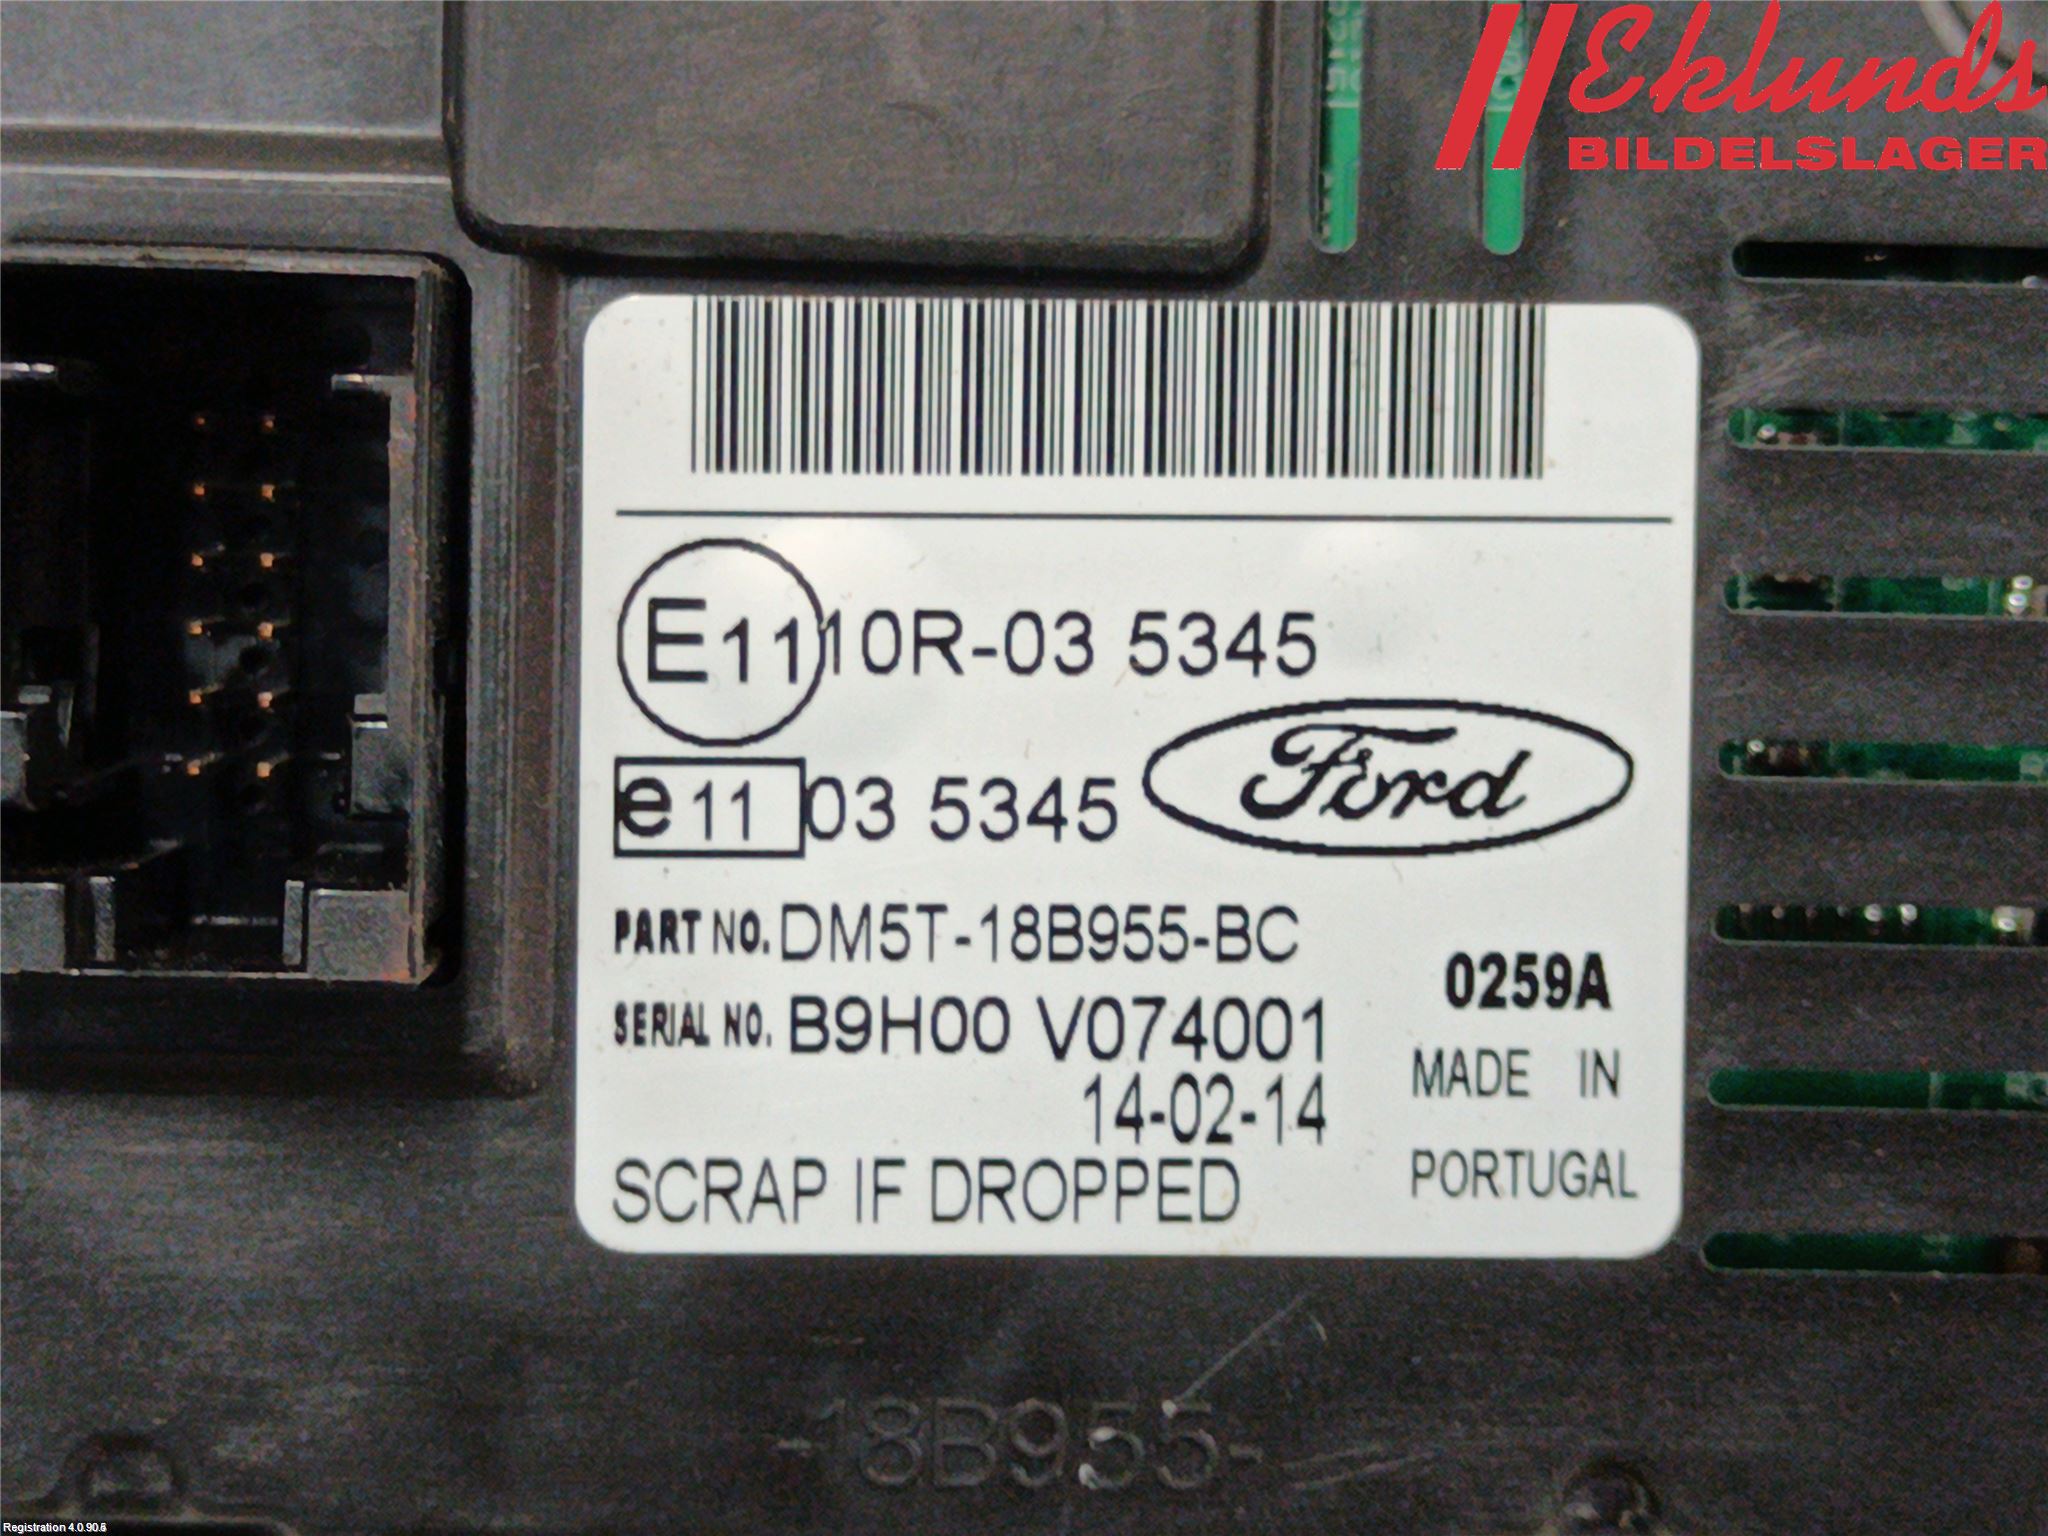 Eklunds
BILDELSLAGER
E11 10R-03 5345
e11 03 5345
Ford
PART NO. DM5T-18B955-BC
0259A
SERIAL NO. B9H00 V074001
MADE IN
14-02-14
PORTUGAL
SCRAP IF DROPPED
-18B955-